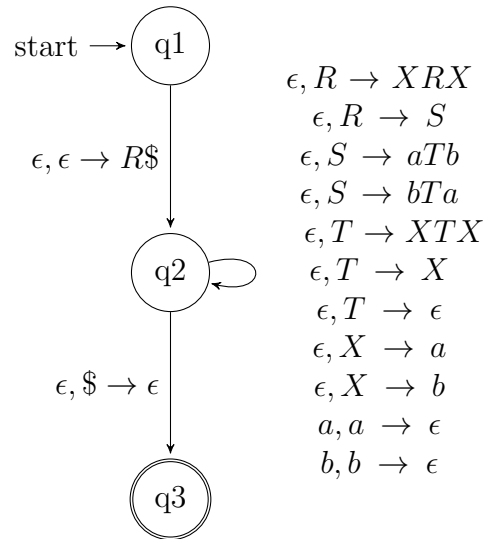 start
q1
ϵ, R → XRX
ϵ, R → S
ϵ, ϵ → R$
ϵ, S → aTb
ϵ, S → bTa
ϵ, T → XTX
q2
ϵ, T → X
ϵ, T → ϵ
ϵ, X → a
ϵ, $ → ϵ
ϵ, X → b
a, a → ϵ
b, b → ϵ
q3